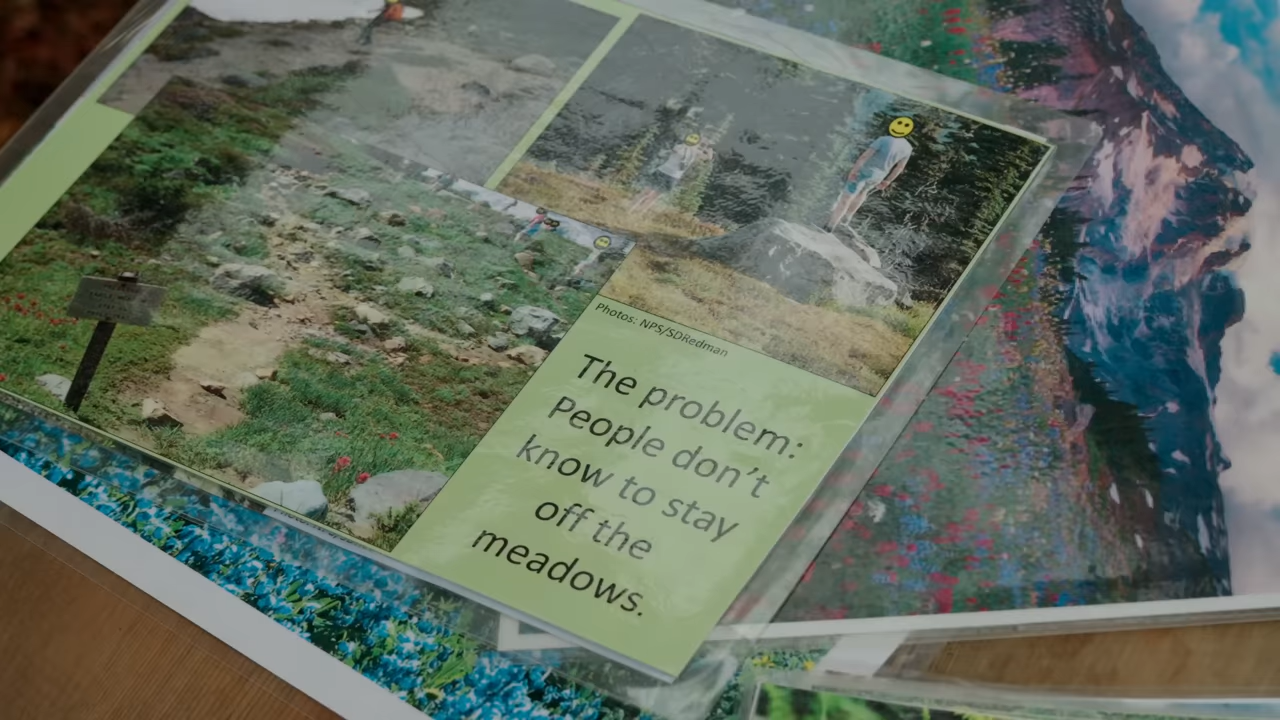 Photos: NPS/SDRedman
The problem:
People don't
know to stay
off the
meadows.